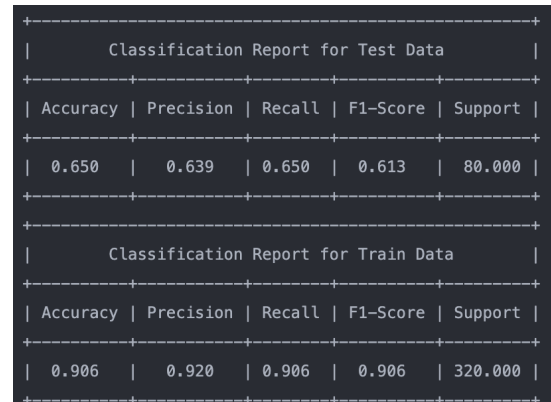 Classification Report for Test Data
| Accuracy | Precision | Recall | F1-Score | Support |
| 0.650 | 0.639 | 0.650 | 0.613 | 80.000 |
Classification Report for Train Data
| Accuracy | Precision | Recall | F1-Score | Support |
| 0.906 | 0.920 | 0.906 | 0.906 | 320.000 |